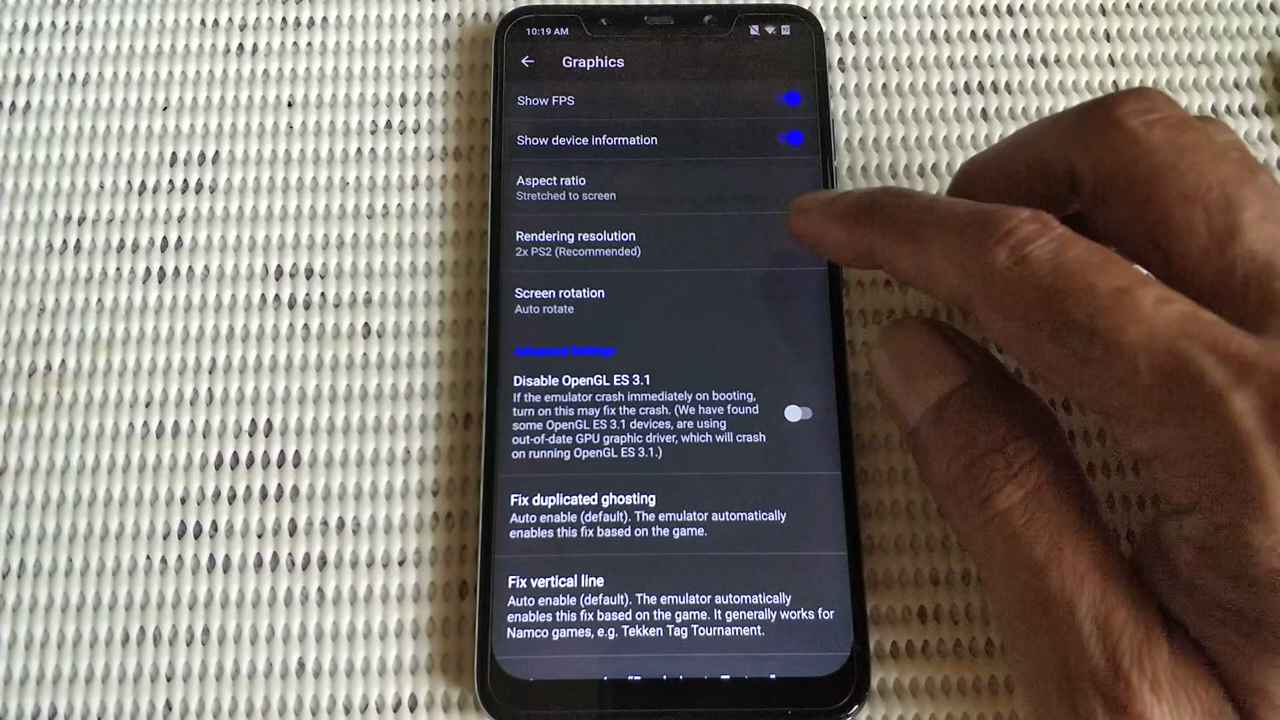 10:19 AM
Graphics
Show FPS
Show device information
Aspect ratio
Stretched to screen
Rendering resolution
2x PS2 (Recommended)
Screen rotation
Auto rotate
Advanced Settings
Disable OpenGL ES 3.1
If the emulator crash immediately on booting,
turn on this may fix the crash. (We have found
some OpenGL ES 3.1 devices, are using
out-of-date GPU graphic driver, which will crash
on running OpenGL ES 3.1.)
Fix duplicated ghosting
Auto enable (default). The emulator automatically
enables this fix based on the game.
Fix vertical line
Auto enable (default). The emulator automatically
enables this fix based on the game. It generally works for
Namco games, e.g. Tekken Tag Tournament.